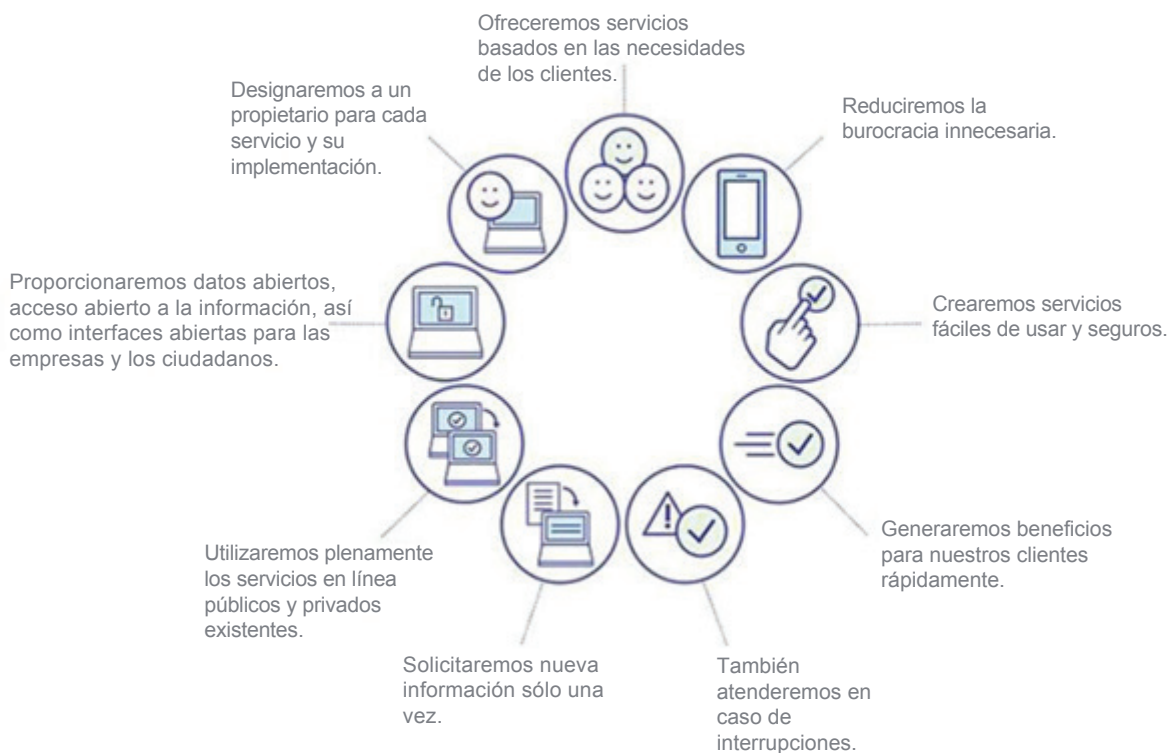 Ofreceremos servicios
basados en las necesidades
de los clientes.
Reduciremos la
burocracia innecesaria.
Crearemos servicios
fáciles de usar y seguros.
Generaremos beneficios
para nuestros clientes
rápidamente.
También
atenderemos en
caso de
interrupciones.
Solicitaremos nueva
información sólo una
vez.
Utilizaremos plenamente
los servicios en línea
públicos y privados
existentes.
Proporcionaremos datos abiertos,
acceso abierto a la información, así
como interfaces abiertas para las
empresas y los ciudadanos.
Designaremos a un
propietario para cada
servicio y su
implementación.